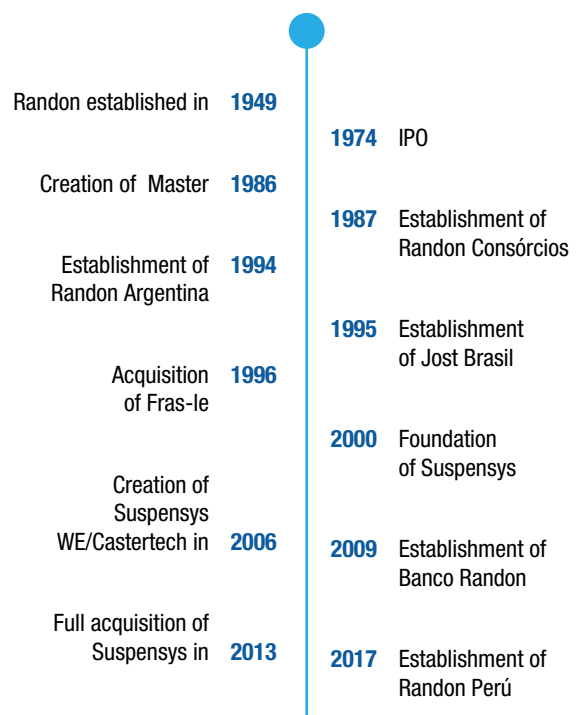 Randon established in 1949
1974 IPO
Creation of Master 1986
1987 Establishment of
Randon Consórcios
Establishment of 1994
Randon Argentina
1995 Establishment
of Jost Brasil
Acquisition 1996
of Fras-le
2000 Foundation
of Suspensys
Creation of
Suspensys
WE/Castertech in 2006
2009 Establishment of
Banco Randon
Full acquisition of
Suspensys in 2013
2017 Establishment of
Randon Perú